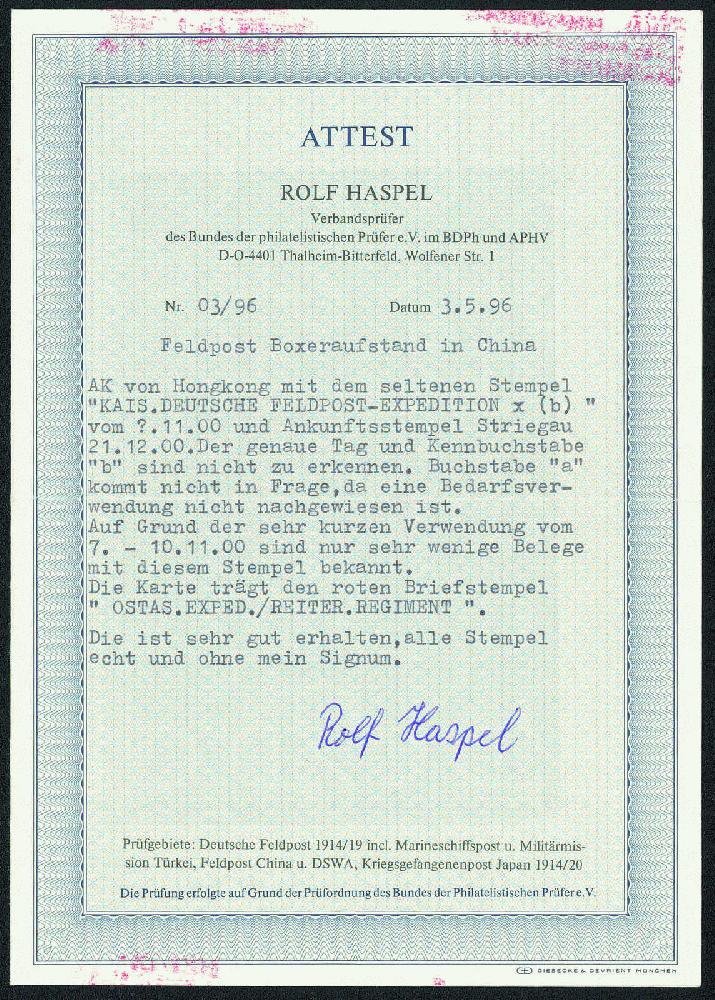 ATTEST
ROLF HASPEL
Verbandsprüfer
des Bundes der philatelistischen Prüfer e.V. im BDPh und APHV
D-O-4401 Thalheim-Bitterfeld, Wolfener Str. 1
Nr. 03/96 Datum 3.5.96
Feldpost Boxeraufstand in China
AK von Hongkong mit dem seltenen Stempel
"KAIS.DEUTSCHE FELDPOST-EXPEDITION x (b) "
vom ?.11.00 und Ankunftsstempel Striegau
21.12.00.Der genaue Tag und Kennbuchstabe
"b" sind nicht zu erkennen. Buchstabe "a"
kommt nicht in Frage,da eine Bedarfsver-
wendung nicht nachgewiesen ist.
Auf Grund der sehr kurzen Verwendung vom
7. - 10.11.00 sind nur sehr wenige Belege
mit diesem Stempel bekannt.
Die Karte trägt den roten Briefstempel
" OSTAS.EXPED./REITER.REGIMENT ".
Die ist sehr gut erhalten,alle Stempel
echt und ohne mein Signum.
Rolf Haspel
Prüfgebiete: Deutsche Feldpost 1914/19 incl. Marineschiffspost u. Militärmis-
sion Türkei, Feldpost China u. DSWA, Kriegsgefangenenpost Japan 1914/20
Die Prüfung erfolgte auf Grund der Prüfordnung des Bundes der Philatelistischen Prüfer e.V.
GIESECKE & DEVRIENT MÜNCHEN